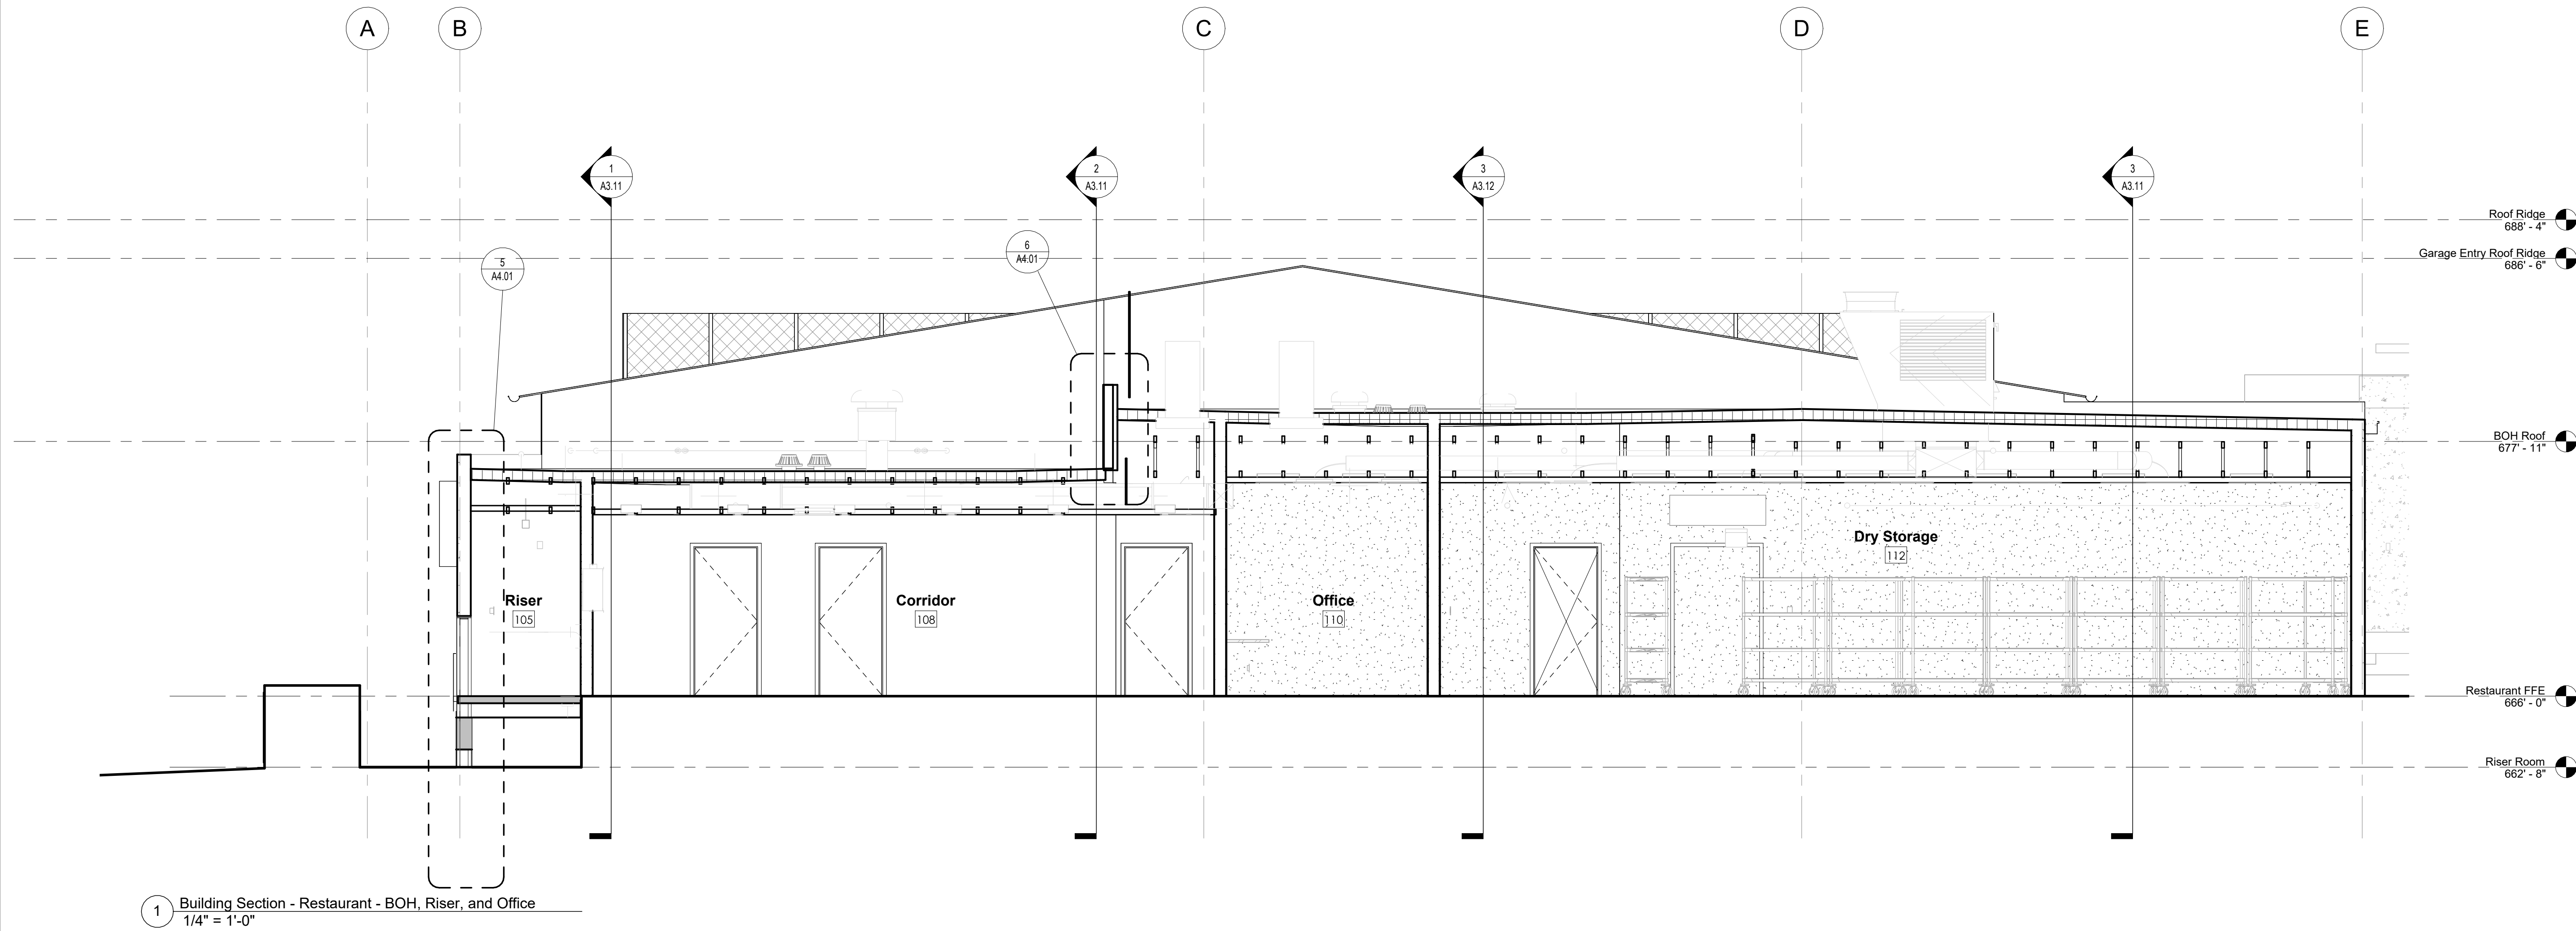 A
B
C
D
E
1
A3.11
2
A3.11
3
A3.12
3
A3.11
Roof Ridge
688' - 4"
6
A4.01
Garage Entry Roof Ridge
686' - 6"
5
A4.01
BOH Roof
677' - 11"
Dry Storage
112
Riser
105
Corridor
108
Office
110
Restaurant FFE
666' - 0"
Riser Room
662' - 8"
1
Building Section - Restaurant - BOH, Riser, and Office
1/4" = 1'-0"